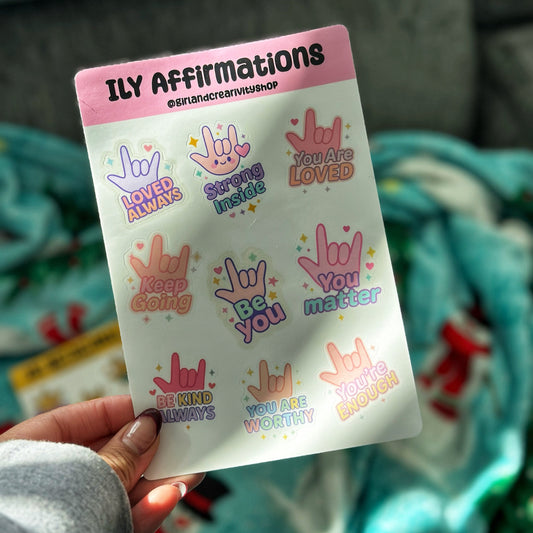 ILY Affirmations
@girlandcreativityshop
LOVED
ALWAYS
Strong
Inside
You Are
LOVED
Keep
Going
Be
you
You
matter
BE KIND
ALWAYS
YOU ARE
WORTHY
You're
ENOUGH